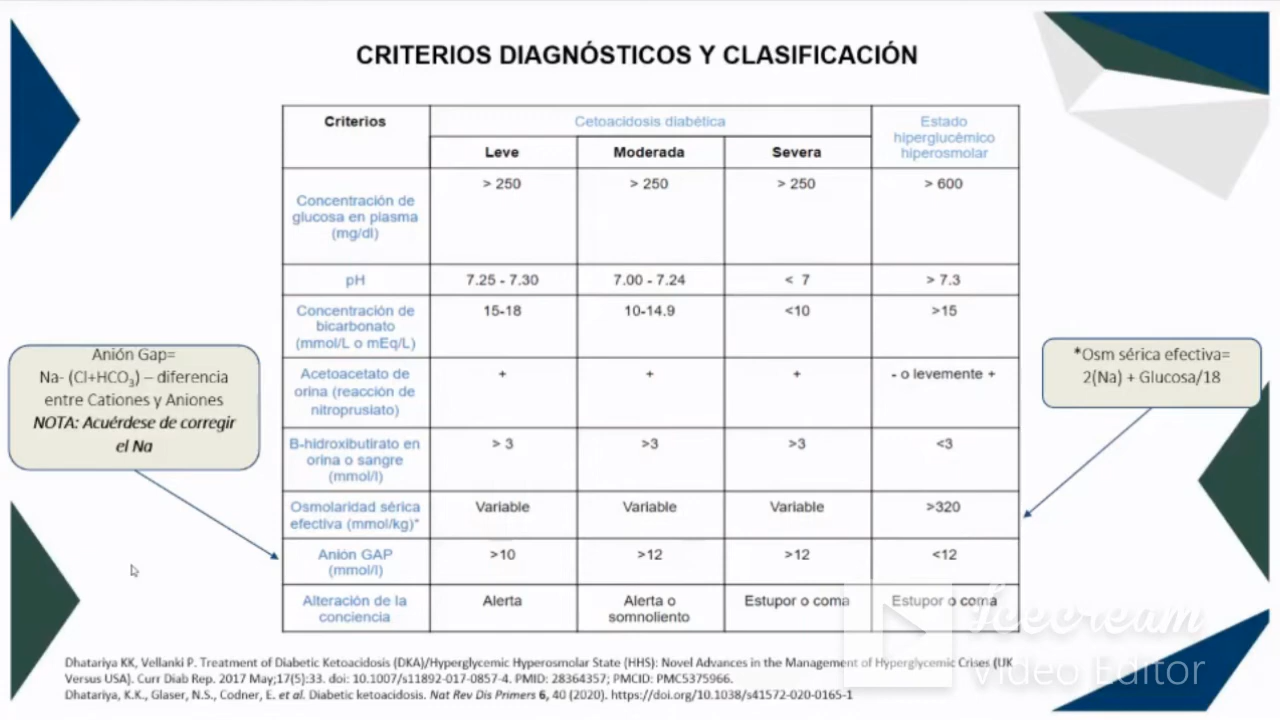 CRITERIOS DIAGNÓSTICOS Y CLASIFICACIÓN
Criterios
Cetoacidosis diabética
Estado
hiperglucémico
hiperosmolar
Leve
Moderada
Severa
Concentración de
glucosa en plasma
(mg/dl)
> 250
> 250
> 250
> 600
pH
7.25 - 7.30
7.00 - 7.24
< 7
> 7.3
Concentración de
bicarbonato
(mmol/L o mEq/L)
15-18
10-14.9
<10
>15
Acetoacetato de
orina (reacción de
nitroprusiato)
+
+
+
- o levemente +
B-hidroxibutirato en
orina o sangre
(mmol/l)
> 3
>3
>3
<3
Osmolaridad sérica
efectiva (mmol/kg)*
Variable
Variable
Variable
>320
Anión GAP
(mmol/l)
>10
>12
>12
<12
Alteración de la
conciencia
Alerta
Alerta o
somnoliento
Estupor o coma
Estupor o coma
Anión Gap=
Na- (Cl+HCO₃) – diferencia
entre Cationes y Aniones
NOTA: Acuérdese de corregir
el Na
*Osm sérica efectiva=
2(Na) + Glucosa/18
Dhatariya KK, Vellanki P. Treatment of Diabetic Ketoacidosis (DKA)/Hyperglycemic Hyperosmolar State (HHS): Novel Advances in the Management of Hyperglycemic Crises (UK
Versus USA). Curr Diab Rep. 2017 May;17(5):33. doi: 10.1007/s11892-017-0857-4. PMID: 28364357; PMCID: PMC5375966.
Dhatariya, K.K., Glaser, N.S., Codner, E. et al. Diabetic ketoacidosis. Nat Rev Dis Primers 6, 40 (2020). https://doi.org/10.1038/s41572-020-0165-1
Icecream
Video Editor